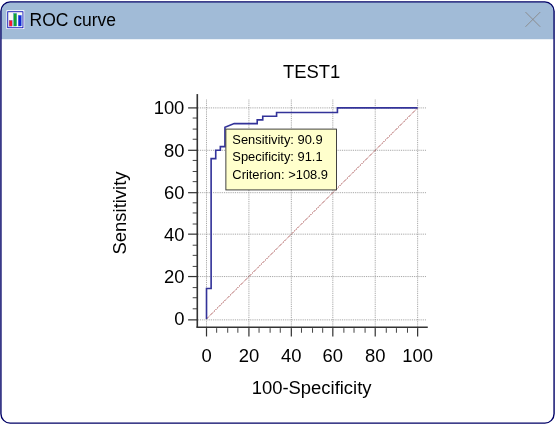 ROC curve
TEST1
100
80
60
40
20
0
Sensitivity
Sensitivity: 90.9
Specificity: 91.1
Criterion: >108.9
0 20 40 60 80 100
100-Specificity